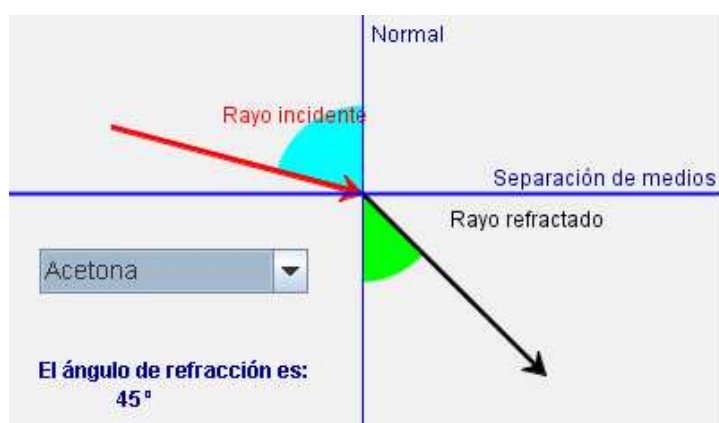 Normal
Rayo incidente
Separación de medios
Rayo refractado
Acetona
El ángulo de refracción es:
45°